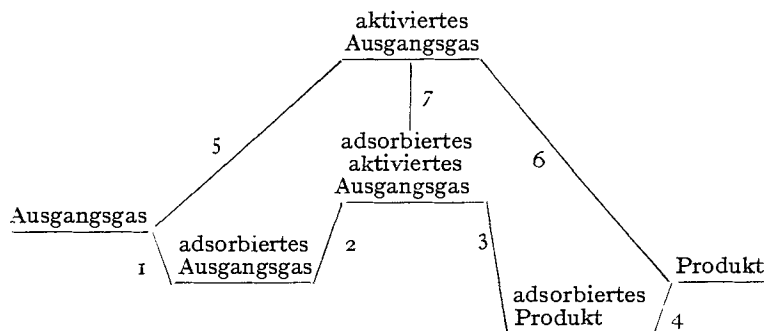 aktiviertes
Ausgangsgas
7
5
adsorbiertes
aktiviertes
Ausgangsgas
6
Ausgangsgas
adsorbiertes
Ausgangsgas
1
2
3
Produkt
adsorbiertes
Produkt
4